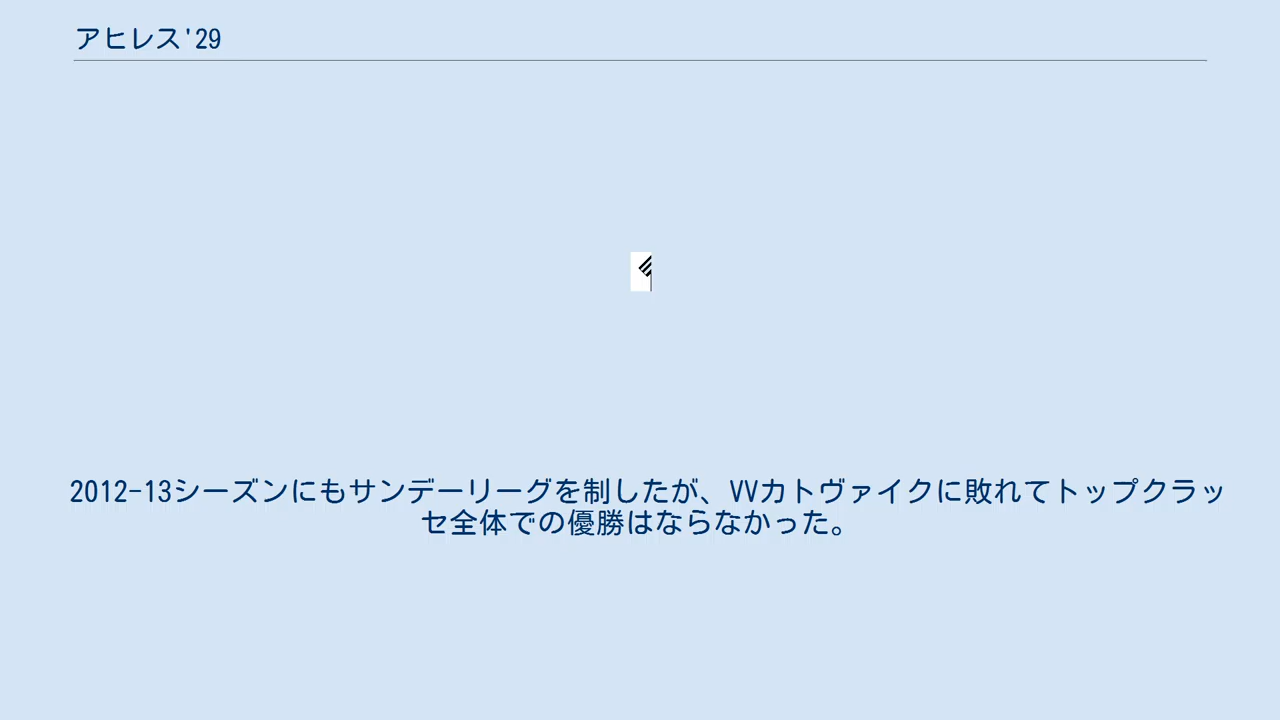 アヒレス'29
2012-13シーズンにもサンデーリーグを制したが、VVカトヴァイクに敗れてトップクラッ
セ全体での優勝はならなかった。